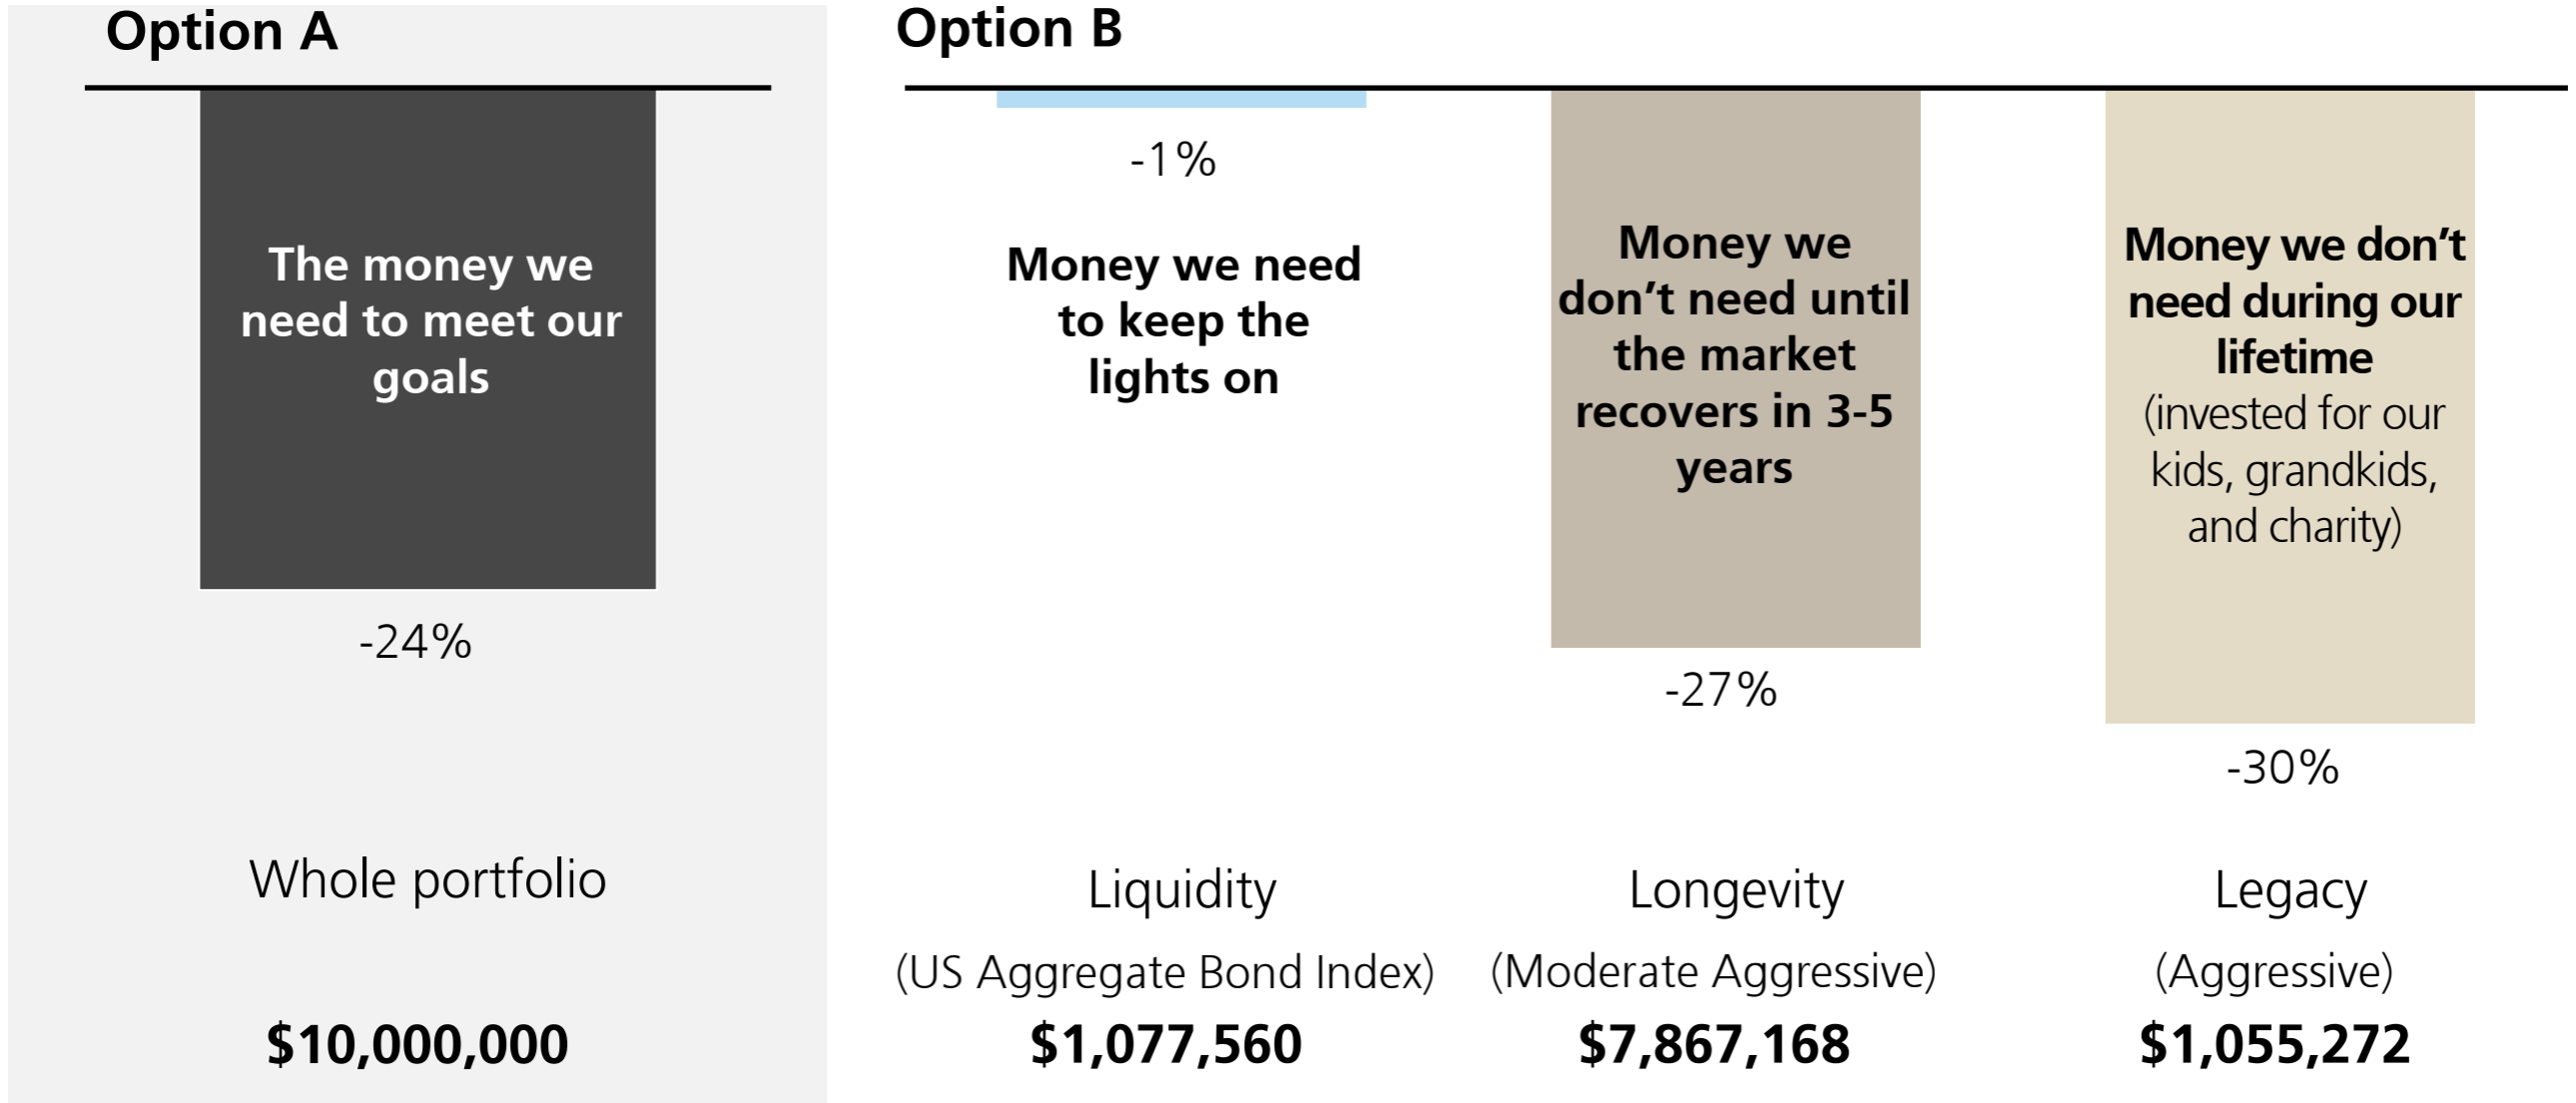 Option A
The money we
need to meet our
goals
-24%
Whole portfolio
$10,000,000
Option B
-1%
Money we need
to keep the
lights on
Liquidity
(US Aggregate Bond Index)
$1,077,560
Money we
don’t need until
the market
recovers in 3-5
years
-27%
Longevity
(Moderate Aggressive)
$7,867,168
Money we don’t
need during our
lifetime
(invested for our
kids, grandkids,
and charity)
-30%
Legacy
(Aggressive)
$1,055,272